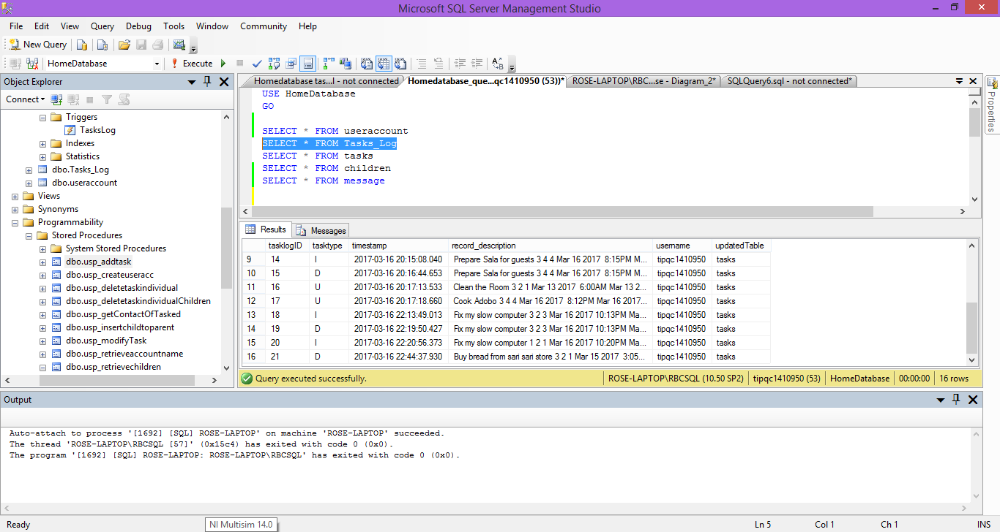 Microsoft SQL Server Management Studio
File Edit View Query Debug Tools Window Community Help
New Query
HomeDatabase Execute
Object Explorer
Connect
Triggers
TasksLog
Indexes
Statistics
dbo.Tasks_Log
dbo.useraccount
Views
Synonyms
Programmability
Stored Procedures
System Stored Procedures
dbo.usp_addtask
dbo.usp_createuseracc
dbo.usp_deletetaskindividual
dbo.usp_deletetaskindividualChildren
dbo.usp_getContactOfTasked
dbo.usp_insertchildtoparent
dbo.usp_modifyTask
dbo.usp_retrieveaccountname
dbo.usp_retrievechildren
Homedatabase tas...l - not connected Homedatabase_que...qc1410950 (53))* ROSE-LAPTOP\RBC...se - Diagram_2* SQLQuery6.sql - not connected*
USE HomeDatabase
GO
SELECT * FROM useraccount
SELECT * FROM Tasks_Log
SELECT * FROM tasks
SELECT * FROM children
SELECT * FROM message
Results Messages
tasklogID tasktype timestamp record_description username updatedTable
9 14 I 2017-03-16 20:15:08.040 Prepare Sala for guests 3 4 4 Mar 16 2017 8:15PM M... tipqc1410950 tasks
10 15 D 2017-03-16 20:16:44.653 Prepare Sala for guests 3 4 4 Mar 16 2017 8:15PM M... tipqc1410950 tasks
11 16 U 2017-03-16 20:17:13.533 Clean the Room 3 2 1 Mar 13 2017 6:00AM Mar 13 2... tipqc1410950 tasks
12 17 U 2017-03-16 20:17:18.660 Cook Adobo 3 4 4 Mar 16 2017 8:12PM Mar 16 2017... tipqc1410950 tasks
13 18 I 2017-03-16 22:13:49.013 Fix my slow computer 3 2 3 Mar 16 2017 10:13PM Ma... tipqc1410950 tasks
14 19 D 2017-03-16 22:19:50.427 Fix my slow computer 3 2 3 Mar 16 2017 10:13PM Ma... tipqc1410950 tasks
15 20 I 2017-03-16 22:20:56.373 Fix my slow computer 1 2 1 Mar 16 2017 10:20PM Ma... tipqc1410950 tasks
16 21 D 2017-03-16 22:44:37.930 Buy bread from sari sari store 3 2 1 Mar 15 2017 3:05... tipqc1410950 tasks
Query executed successfully. ROSE-LAPTOP\RBCSQL (10.50 SP2) tipqc1410950 (53) HomeDatabase 00:00:00 16 rows
Properties
Output
Auto-attach to process '[1692] [SQL] ROSE-LAPTOP' on machine 'ROSE-LAPTOP' succeeded.
The thread 'ROSE-LAPTOP\RBCSQL [57]' (0x15c4) has exited with code 0 (0x0).
The program '[1692] [SQL] ROSE-LAPTOP: ROSE-LAPTOP\RBCSQL' has exited with code 0 (0x0).
Ready NI Multisim 14.0 Ln 5 Col 1 Ch 1 INS